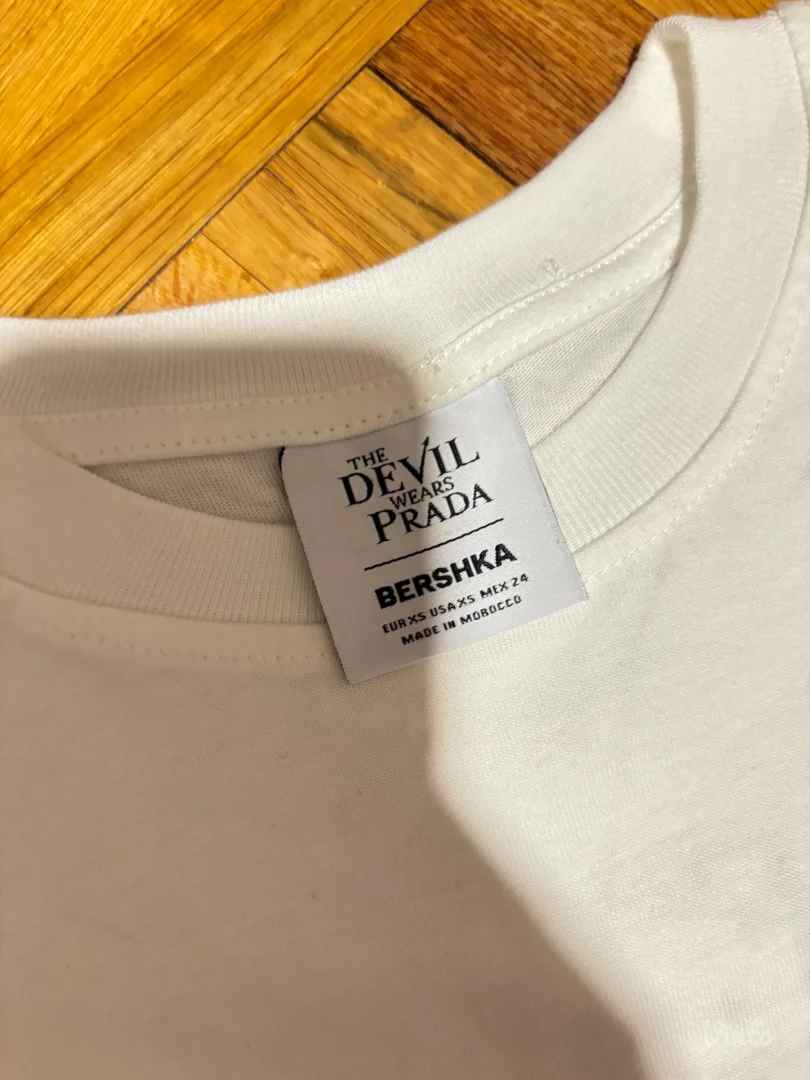 THE
DEVIL
WEARS
PRADA
BERSHKA
EUR XS USA XS MEX 24
MADE IN MOROCCO